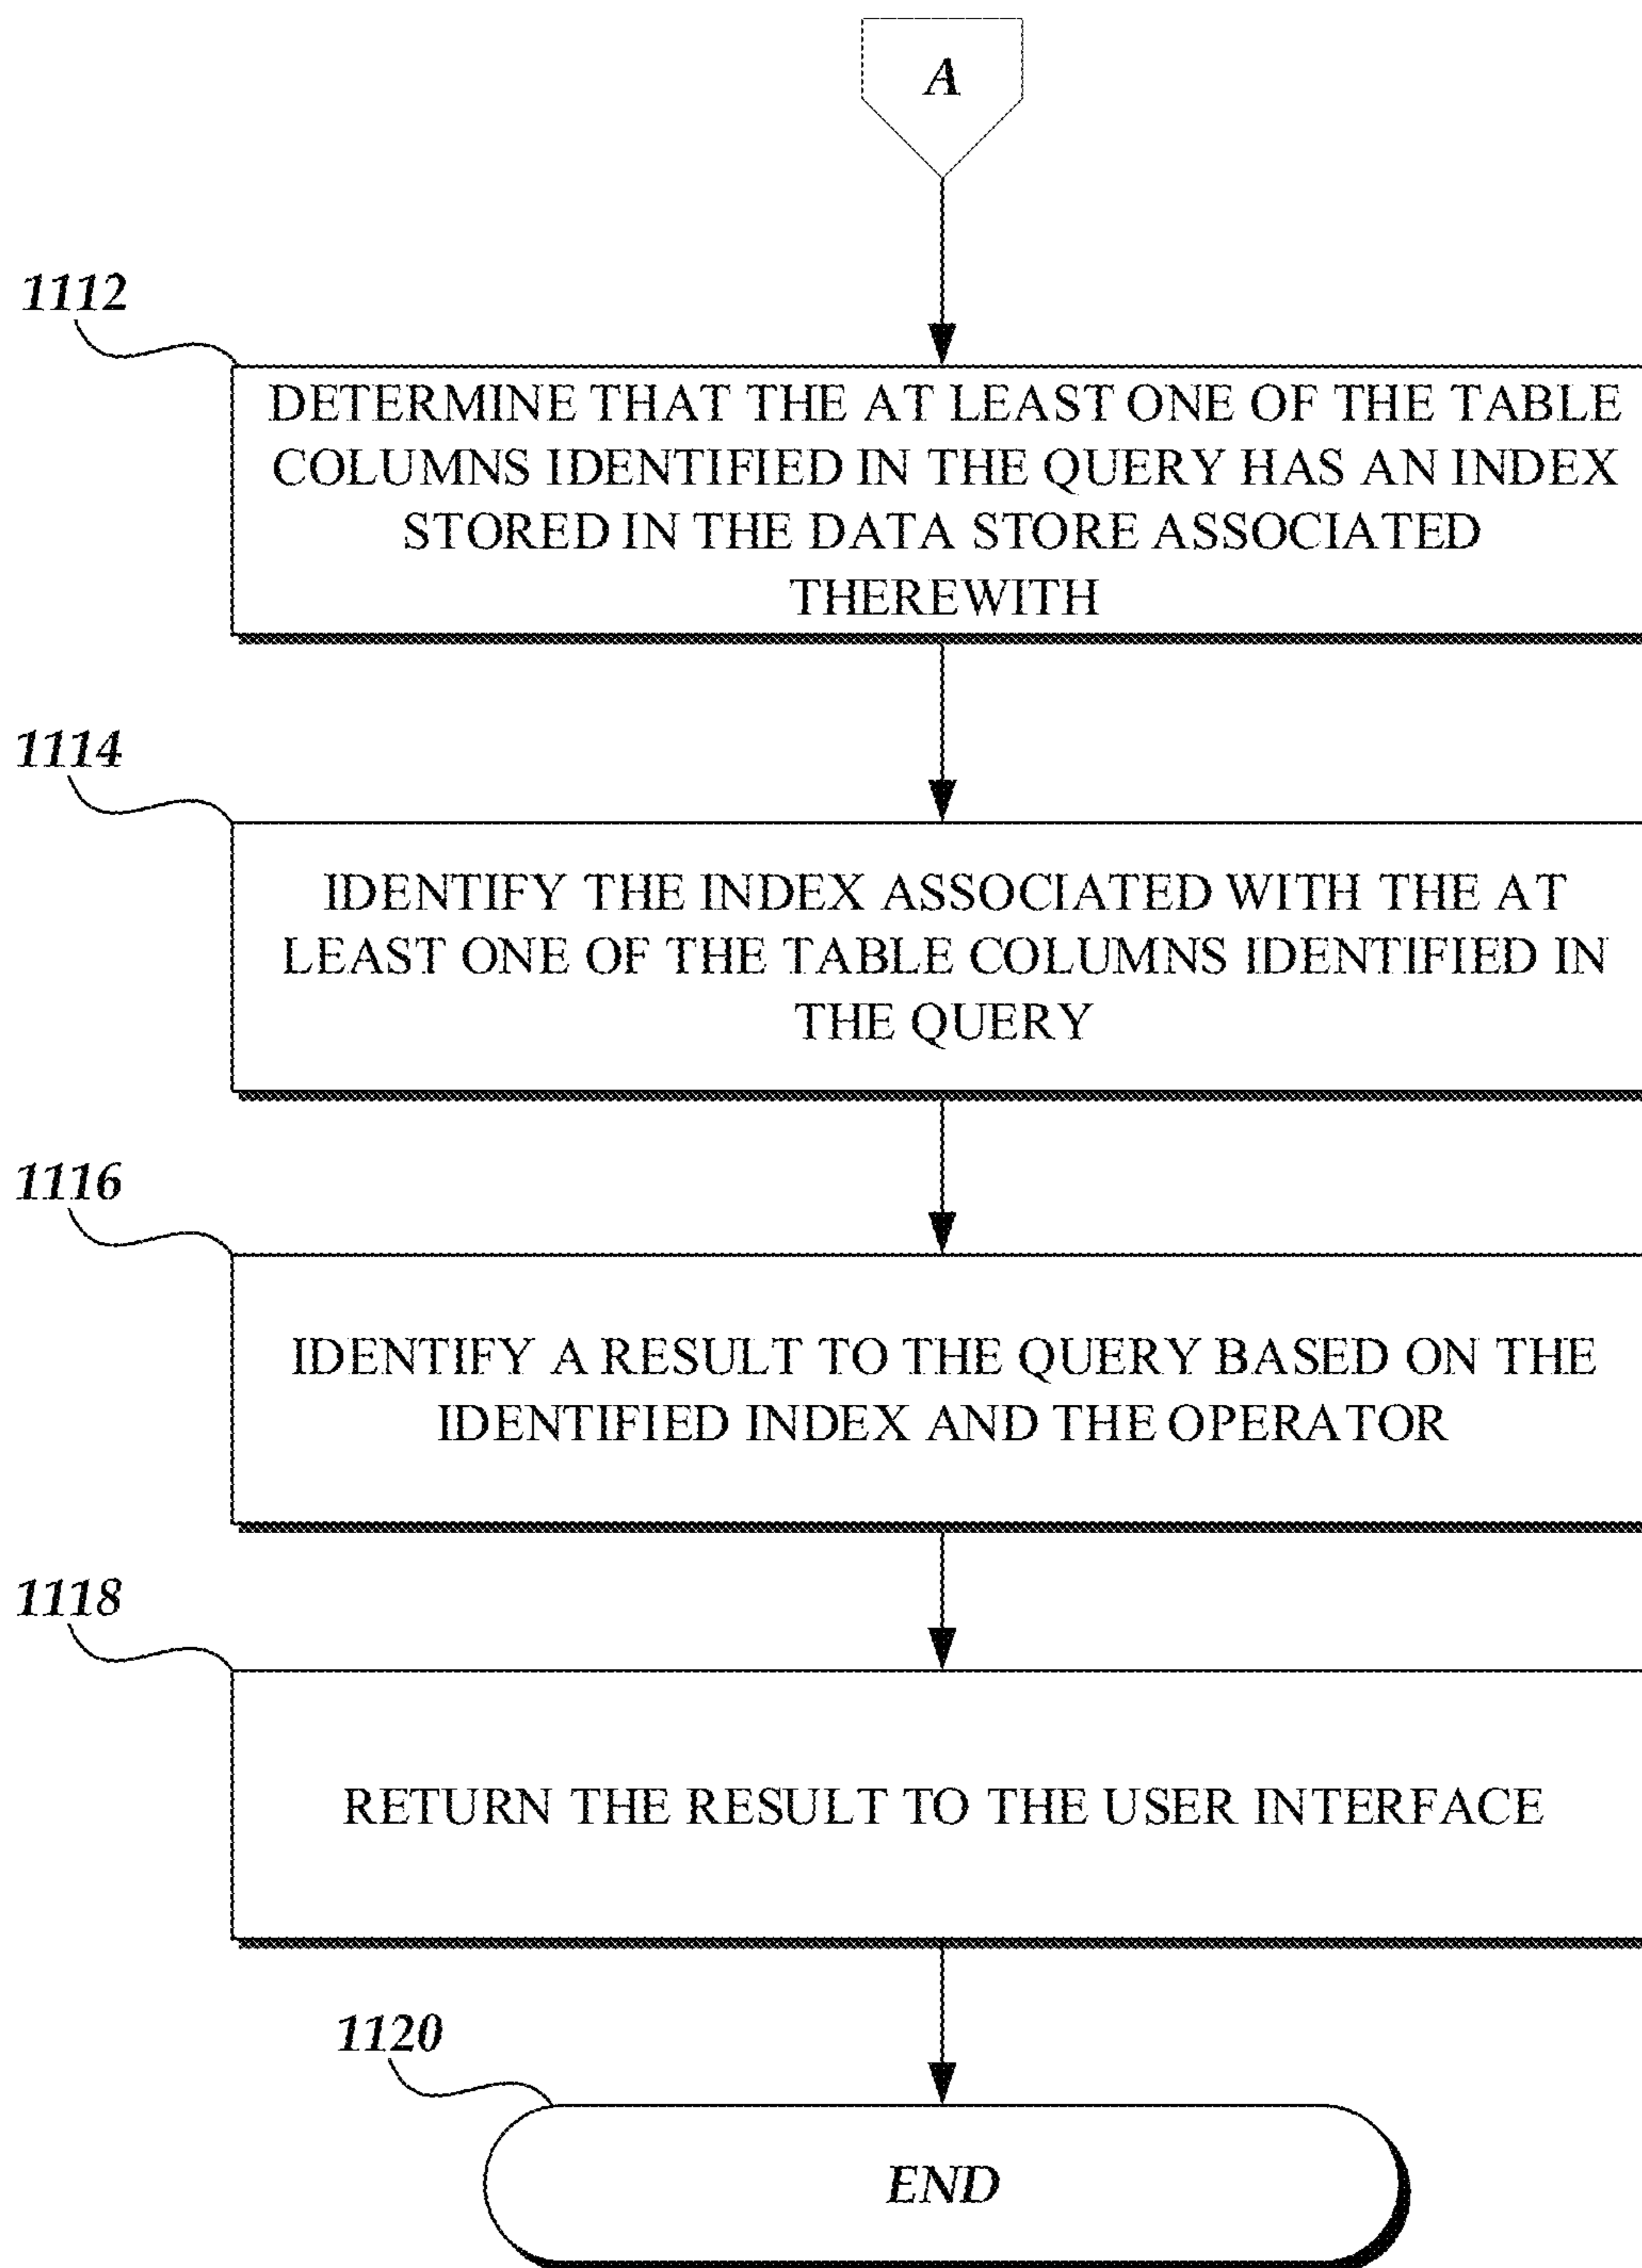 A
1112
DETERMINE THAT THE AT LEAST ONE OF THE TABLE
COLUMNS IDENTIFIED IN THE QUERY HAS AN INDEX
STORED IN THE DATA STORE ASSOCIATED
THEREWITH
1114
IDENTIFY THE INDEX ASSOCIATED WITH THE AT
LEAST ONE OF THE TABLE COLUMNS IDENTIFIED IN
THE QUERY
1116
IDENTIFY A RESULT TO THE QUERY BASED ON THE
IDENTIFIED INDEX AND THE OPERATOR
1118
RETURN THE RESULT TO THE USER INTERFACE
1120
END